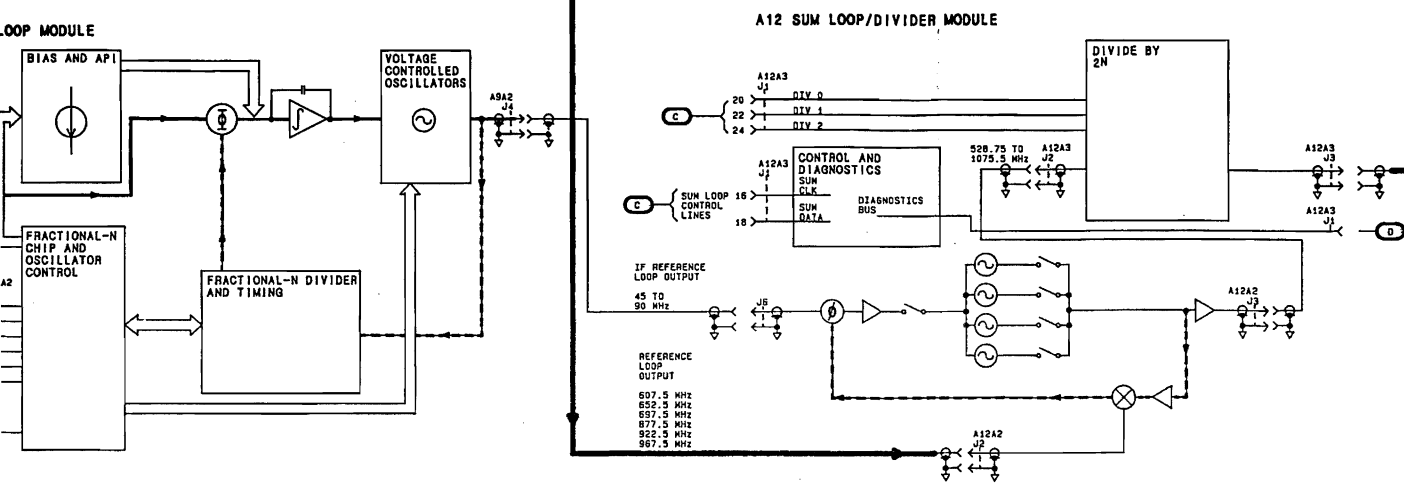 LOOP MODULE
BIAS AND API
VOLTAGE
CONTROLLED
OSCILLATORS
A9A2
J4
FRACTIONAL-N
CHIP AND
OSCILLATOR
CONTROL
A2
FRACTIONAL-N DIVIDER
AND TIMING
A12 SUM LOOP/DIVIDER MODULE
DIVIDE BY
2N
A12A3
J1
C
20
DIV 0
22
DIV 1
24
DIV 2
528.75 TO
1075.5 MHz
A12A3
J2
A12A3
J3
A12A3
J1
CONTROL AND
DIAGNOSTICS
C
SUM LOOP
CONTROL
LINES
16
SUM
CLK
18
SUM
DATA
DIAGNOSTICS
BUS
A12A3
J1
D
IF REFERENCE
LOOP OUTPUT
45 TO
90 MHz
J6
ϕ
A12A2
J3
REFERENCE
LOOP
OUTPUT
607.5 MHz
652.5 MHz
697.5 MHz
877.5 MHz
922.5 MHz
967.5 MHz
A12A2
J2